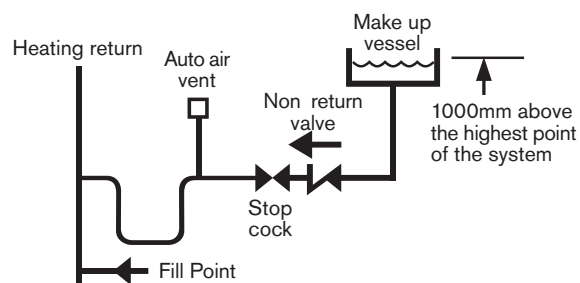 Make up
vessel
Heating return
Auto air
vent
Non return
valve
1000mm above
the highest point
of the system
Stop
cock
Fill Point